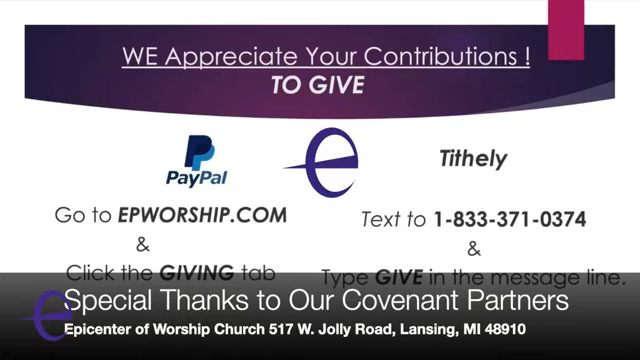 WE Appreciate Your Contributions !
TO GIVE
PayPal
e
Tithely
Go to EPWORSHIP.COM
&
Click the GIVING tab
Text to 1-833-371-0374
&
Type GIVE in the message line.
e
Special Thanks to Our Covenant Partners
Epicenter of Worship Church 517 W. Jolly Road, Lansing, MI 48910